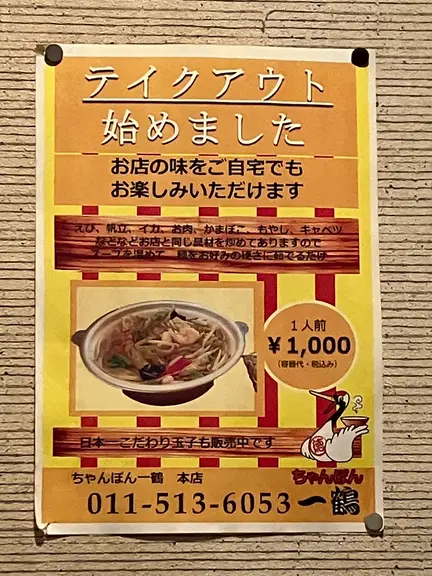 テイクアウト
始めました
お店の味をご自宅でも
お楽しみいただけます
えび、帆立、イカ、お肉、かまぼこ、もやし、キャベツ
などなどお店と同じ具材を炒めてありますので
スープを温めて　麺をお好みの硬さに茹でるだけ
1人前
￥1,000
(容器代・税込み)
日本一こだわり玉子も販売中です
ちゃんぽん一鶴　本店
011-513-6053
ちゃんぽん
一鶴